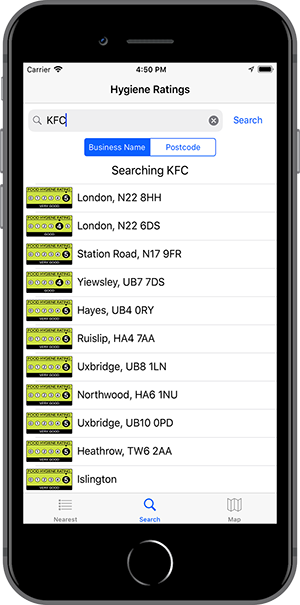 Carrier 4:50 PM
Hygiene Ratings
KFC Search
Business Name Postcode
Searching KFC
FOOD HYGIENE RATING
5
VERY GOOD
London, N22 8HH
FOOD HYGIENE RATING
4
GOOD
London, N22 6DS
FOOD HYGIENE RATING
5
VERY GOOD
Station Road, N17 9FR
FOOD HYGIENE RATING
4
GOOD
Yiewsley, UB7 7DS
FOOD HYGIENE RATING
5
VERY GOOD
Hayes, UB4 0RY
FOOD HYGIENE RATING
5
VERY GOOD
Ruislip, HA4 7AA
FOOD HYGIENE RATING
5
VERY GOOD
Uxbridge, UB8 1LN
FOOD HYGIENE RATING
5
VERY GOOD
Northwood, HA6 1NU
FOOD HYGIENE RATING
5
VERY GOOD
Uxbridge, UB10 0PD
FOOD HYGIENE RATING
5
VERY GOOD
Heathrow, TW6 2AA
FOOD HYGIENE RATING
5
Islington
Nearest Search Map